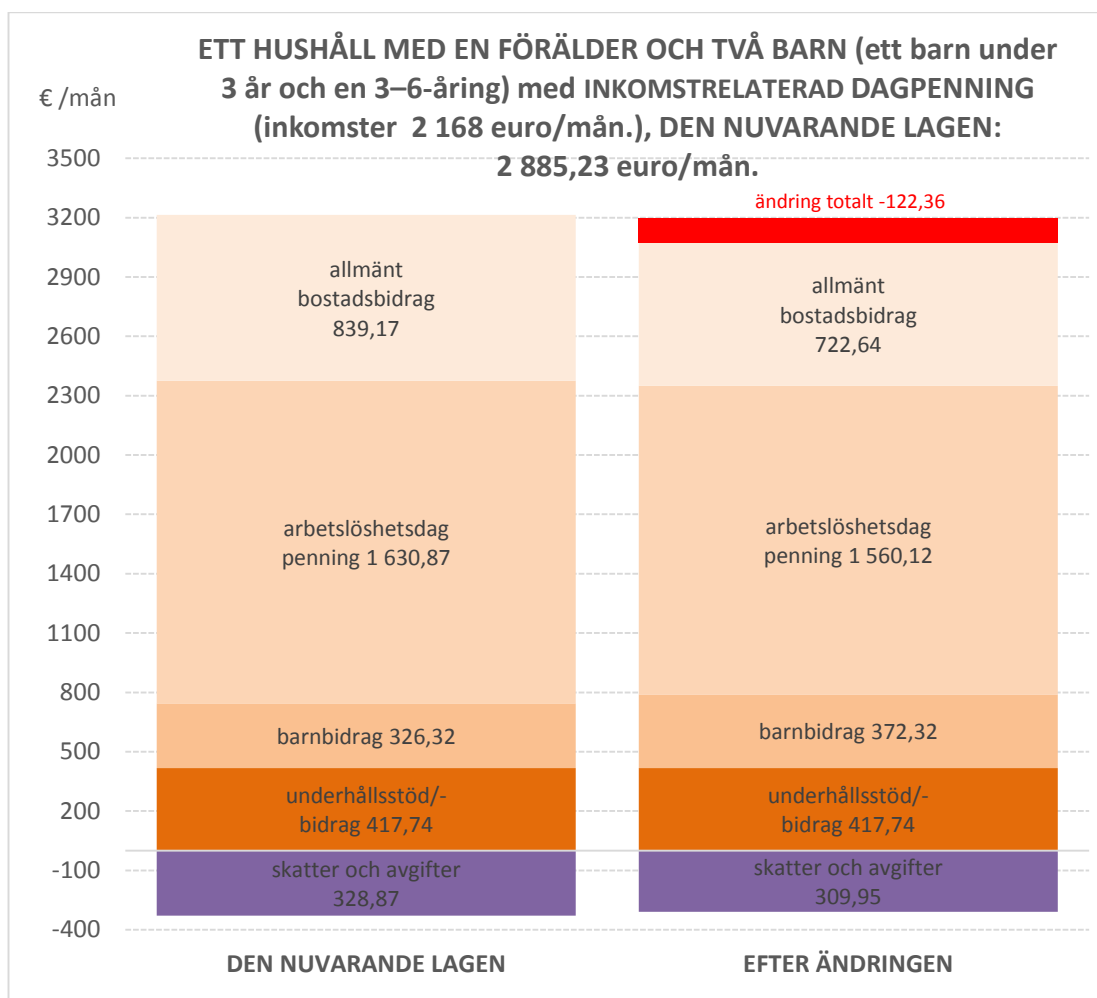 ETT HUSHÅLL MED EN FÖRÄLDER OCH TVÅ BARN (ett barn under
3 år och en 3–6-åring) med INKOMSTRELATERAD DAGPENNING
(inkomster 2 168 euro/mån.), DEN NUVARANDE LAGEN:
2 885,23 euro/mån.
€ /mån
3500
3200
2900
2600
2300
2000
1700
1400
1100
800
500
200
-100
-400
allmänt
bostadsbidrag
839,17
arbetslöshetsdag
penning 1 630,87
barnbidrag 326,32
underhållsstöd/-
bidrag 417,74
skatter och avgifter
328,87
ändring totalt -122,36
allmänt
bostadsbidrag
722,64
arbetslöshetsdag
penning 1 560,12
barnbidrag 372,32
underhållsstöd/-
bidrag 417,74
skatter och avgifter
309,95
DEN NUVARANDE LAGEN
EFTER ÄNDRINGEN